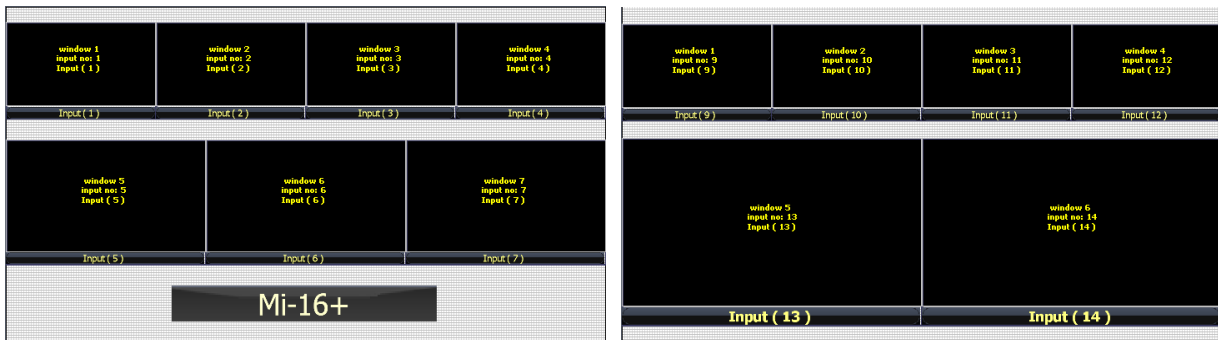 window 1
input no: 1
Input ( 1 )
window 2
input no: 2
Input ( 2 )
window 3
input no: 3
Input ( 3 )
window 4
input no: 4
Input ( 4 )
Input ( 1 )
Input ( 2 )
Input ( 3 )
Input ( 4 )
window 5
input no: 5
Input ( 5 )
window 6
input no: 6
Input ( 6 )
window 7
input no: 7
Input ( 7 )
Input ( 5 )
Input ( 6 )
Input ( 7 )
Mi-16+
window 1
input no: 9
Input ( 9 )
window 2
input no: 10
Input ( 10 )
window 3
input no: 11
Input ( 11 )
window 4
input no: 12
Input ( 12 )
Input ( 9 )
Input ( 10 )
Input ( 11 )
Input ( 12 )
window 5
input no: 13
Input ( 13 )
window 6
input no: 14
Input ( 14 )
Input ( 13 )
Input ( 14 )